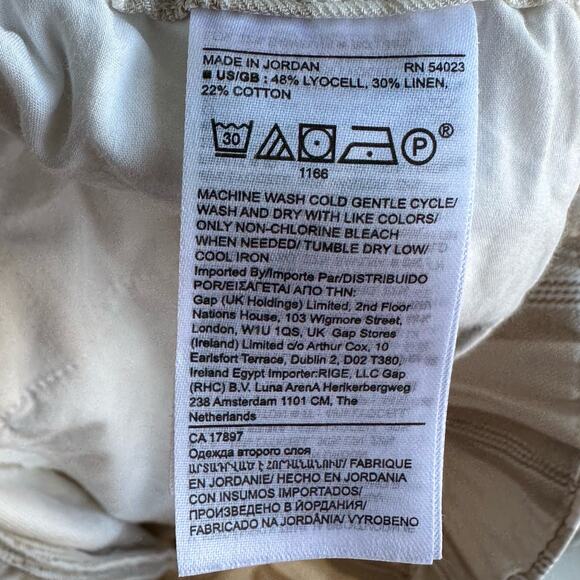 MADE IN JORDAN RN 54023
■ US/GB : 48% LYOCELL, 30% LINEN,
22% COTTON
30 P ®
1166
MACHINE WASH COLD GENTLE CYCLE/
WASH AND DRY WITH LIKE COLORS/
ONLY NON-CHLORINE BLEACH
WHEN NEEDED/ TUMBLE DRY LOW/
COOL IRON
Imported By/Importe Par/DISTRIBUIDO
POR/ΕΙΣΑΓΕΤΑΙ ΑΠΟ ΤΗΝ:
Gap (UK Holdings) Limited, 2nd Floor
Nations House, 103 Wigmore Street,
London, W1U 1QS, UK Gap Stores
(Ireland) Limited c/o Arthur Cox, 10
Earlsfort Terrace, Dublin 2, D02 T380,
Ireland Egypt Importer:RIGE, LLC Gap
(RHC) B.V. Luna ArenA Herikerbergweg
238 Amsterdam 1101 CM, The
Netherlands
CA 17897
Одежда второго слоя
ԱՐՏԱԴՐՎԱԾ Է ՀՈՐԴԱՆԱՆՈՒՄ/ FABRIQUE
EN JORDANIE/ HECHO EN JORDANIA
CON INSUMOS IMPORTADOS/
ПРОИЗВЕДЕНО В ЙОРДАНИЯ/
FABRICADO NA JORDÂNIA/ VYROBENO